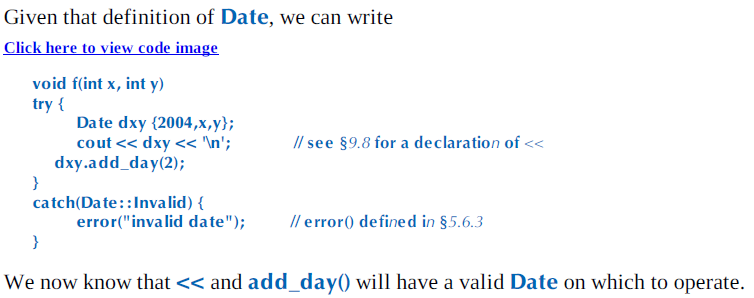 Given that definition of Date, we can write
Click here to view code image
void f(int x, int y)
try {
Date dxy {2004,x,y};
cout << dxy << '\n'; // see §9.8 for a declaration of <<
dxy.add_day(2);
}
catch(Date::Invalid) {
error("invalid date"); // error() defined in §5.6.3
}
We now know that << and add_day() will have a valid Date on which to operate.